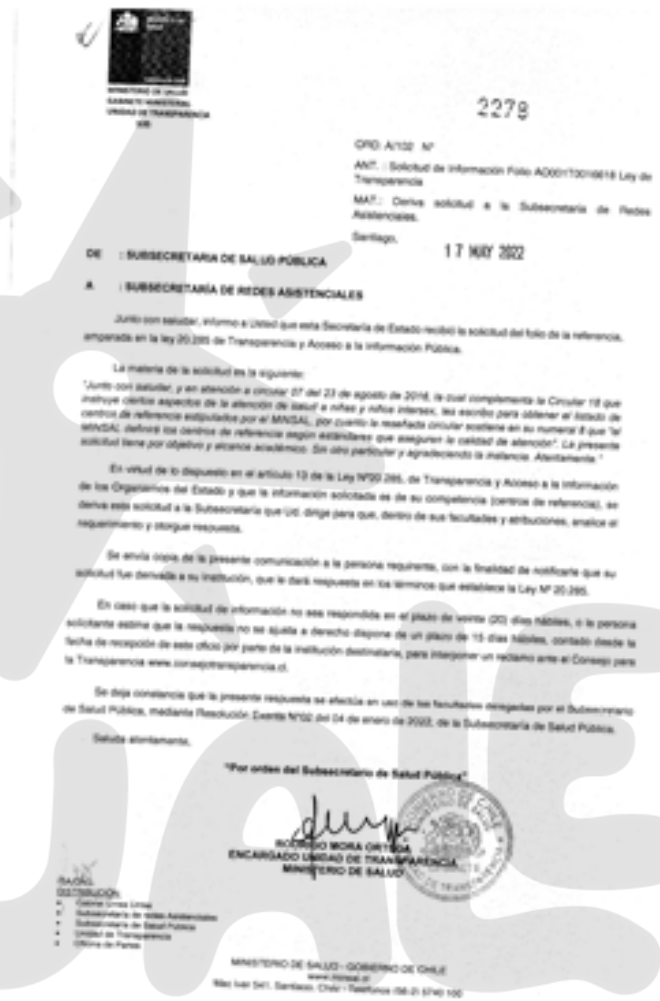 MINISTERIO DE SALUD
GABINETE MINISTERIAL
UNIDAD DE TRANSPARENCIA
2278
ORD. A/102 Nº
ANT. : Solicitud de Información Folio AO001T0016618 Ley de
Transparencia
MAT.: Deriva solicitud a la Subsecretaría de Redes
Asistenciales.
Santiago,
17 MAY 2022
DE : SUBSECRETARIA DE SALUD PÚBLICA
A : SUBSECRETARÍA DE REDES ASISTENCIALES
Junto con saludar, informo a Usted que esta Secretaría de Estado recibió la solicitud del folio de la referencia,
amparada en la ley 20.285 de Transparencia y Acceso a la Información Pública.
La materia de la solicitud es la siguiente:
"Junto con saludar, y en atención a circular 07 del 23 de agosto de 2016, la cual complementa la Circular 18 que
instruye ciertos aspectos de la atención de salud a niñas y niños intersex, les escribo para obtener el listado de
centros de referencia estipulados por el MINSAL, por cuanto la reseñada circular sostiene en su numeral 8 que "el
MINSAL definirá los centros de referencia según estándares que aseguren la calidad de atención". La presente
solicitud tiene por objetivo y alcance académico. Sin otro particular y agradeciendo la instancia. Atentamente."
En virtud de lo dispuesto en el artículo 13 de la Ley Nº20.285, de Transparencia y Acceso a la Información
de los Organismos del Estado y que la información solicitada es de su competencia (centros de referencia), se
deriva esta solicitud a la Subsecretaría que Ud. dirige para que, dentro de sus facultades y atribuciones, analice el
requerimiento y otorgue respuesta.
Se envía copia de la presente comunicación a la persona requirente, con la finalidad de notificarle que su
solicitud fue derivada a su institución, que le dará respuesta en los términos que establece la Ley Nº 20.285.
En caso que la solicitud de información no sea respondida en el plazo de veinte (20) días hábiles, o la persona
solicitante estime que la respuesta no se ajusta a derecho dispone de un plazo de 15 días hábiles, contado desde la
fecha de recepción de este oficio por parte de la institución destinataria, para interponer un reclamo ante el Consejo para
la Transparencia www.consejotransparencia.cl.
Se deja constancia que la presente respuesta se efectúa en uso de las facultades delegadas por el Subsecretario
de Salud Pública, mediante Resolución Exenta Nº02 del 04 de enero de 2022, de la Subsecretaría de Salud Pública.
Saluda atentamente,
"Por orden del Subsecretario de Salud Pública"
RODRIGO MORA ORTEGA
ENCARGADO UNIDAD DE TRANSPARENCIA
MINISTERIO DE SALUD
DISTRIBUCIÓN:
Subsecretaría de redes Asistenciales
Subsecretaría de Salud Pública
Unidad de Transparencia
Oficina de Partes
MINISTERIO DE SALUD - GOBIERNO DE CHILE
www.minsal.cl
Mac Iver 541, Santiago, Chile - Teléfonos (56 2) 5740 100